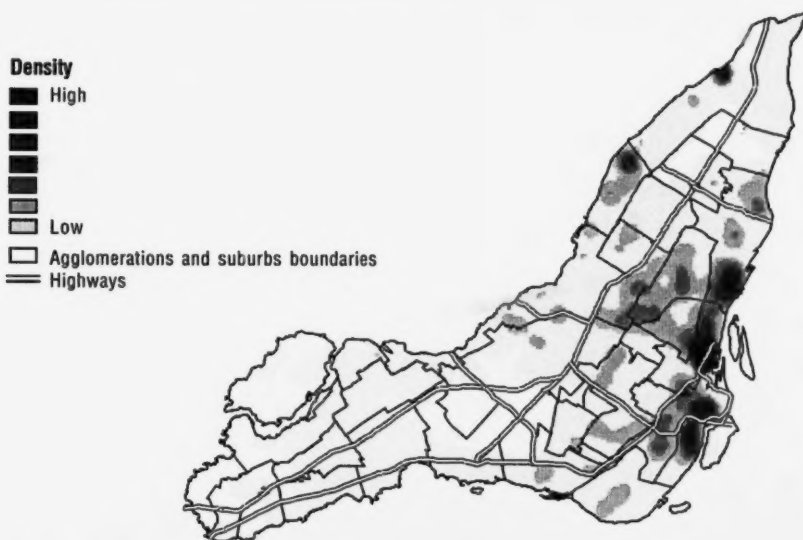 Density
High
Low
Agglomerations and suburbs boundaries
Highways